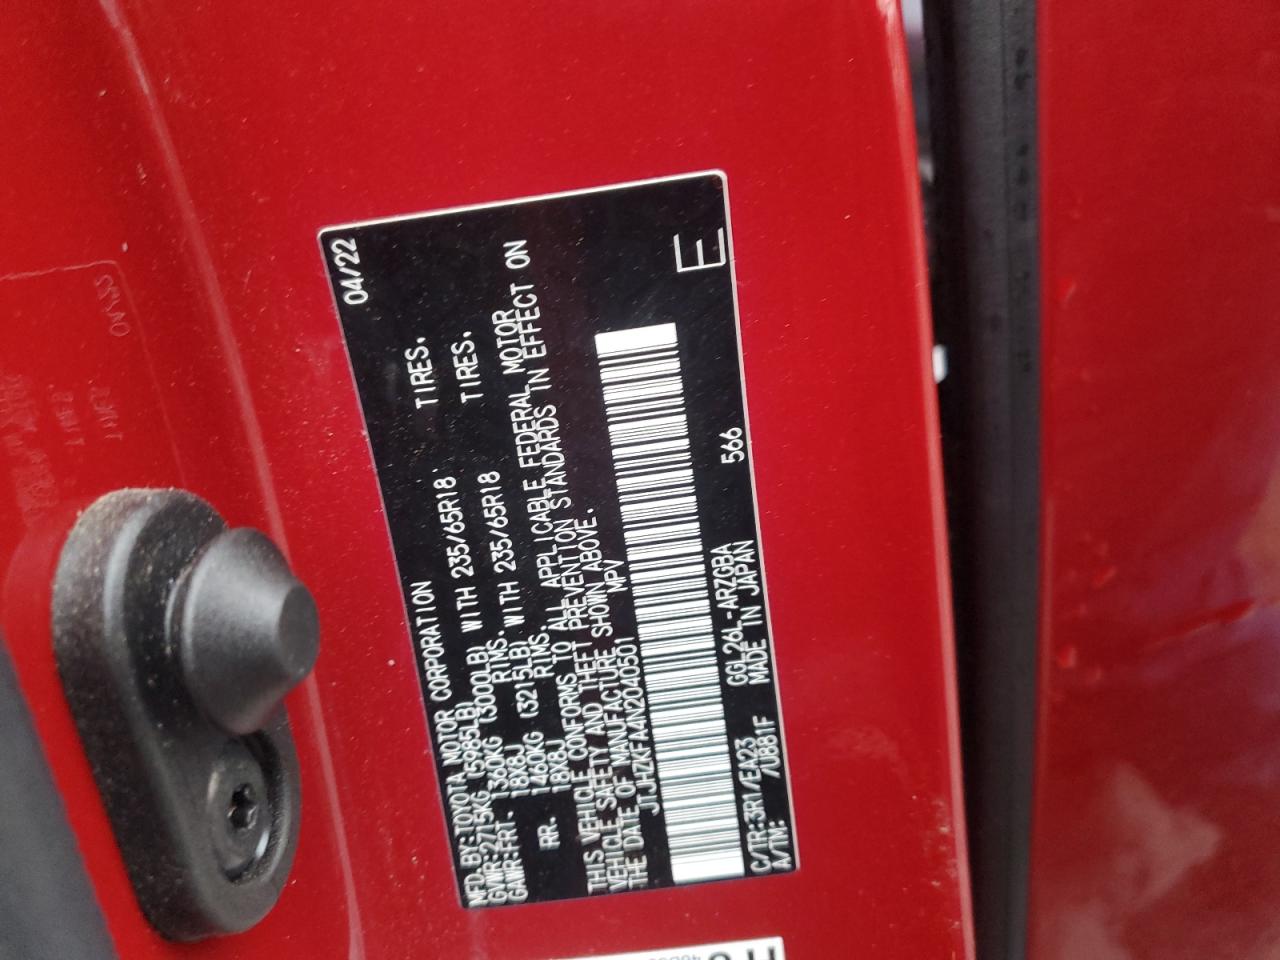 MFD.BY:TOYOTA MOTOR CORPORATION 04/22
GVWR:2715KG (5985LB)
GAWR:FRT. 1360KG (3000LB) WITH 235/65R18 TIRES.
18X8J RIMS.
RR. 1460KG (3215LB) WITH 235/65R18 TIRES.
18X8J RIMS.
THIS VEHICLE CONFORMS TO ALL APPLICABLE FEDERAL MOTOR
VEHICLE SAFETY AND THEFT PREVENTION STANDARDS IN EFFECT ON
THE DATE OF MANUFACTURE SHOWN ABOVE.
JTJHZKFA4N2040501 MPV
E
C/TR:3R1/EA23 GGL26L-ARZGBA 566
A/TM: /U881F MADE IN JAPAN